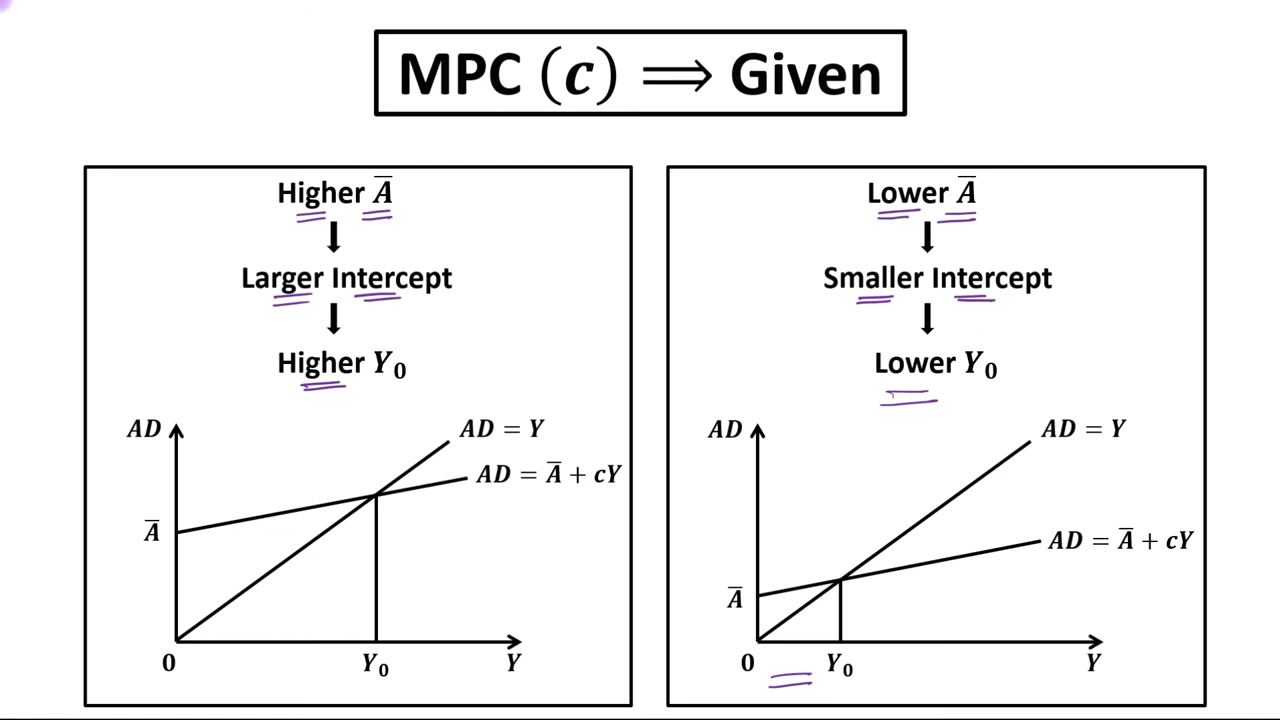 MPC (c) ⟹ Given
Higher A̅
Larger Intercept
Higher Y₀
AD
AD = Y
AD = A̅ + cY
A̅
0
Y₀
Y
Lower A̅
Smaller Intercept
Lower Y₀
AD
AD = Y
AD = A̅ + cY
A̅
0
Y₀
Y